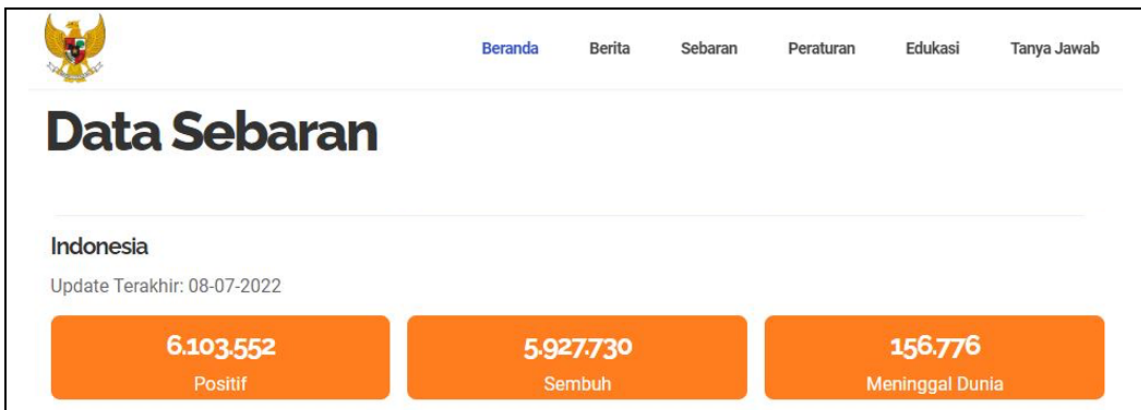 Beranda Berita Sebaran Peraturan Edukasi Tanya Jawab
Data Sebaran
Indonesia
Update Terakhir: 08-07-2022
6.103.552 5.927.730 156.776
Positif Sembuh Meninggal Dunia